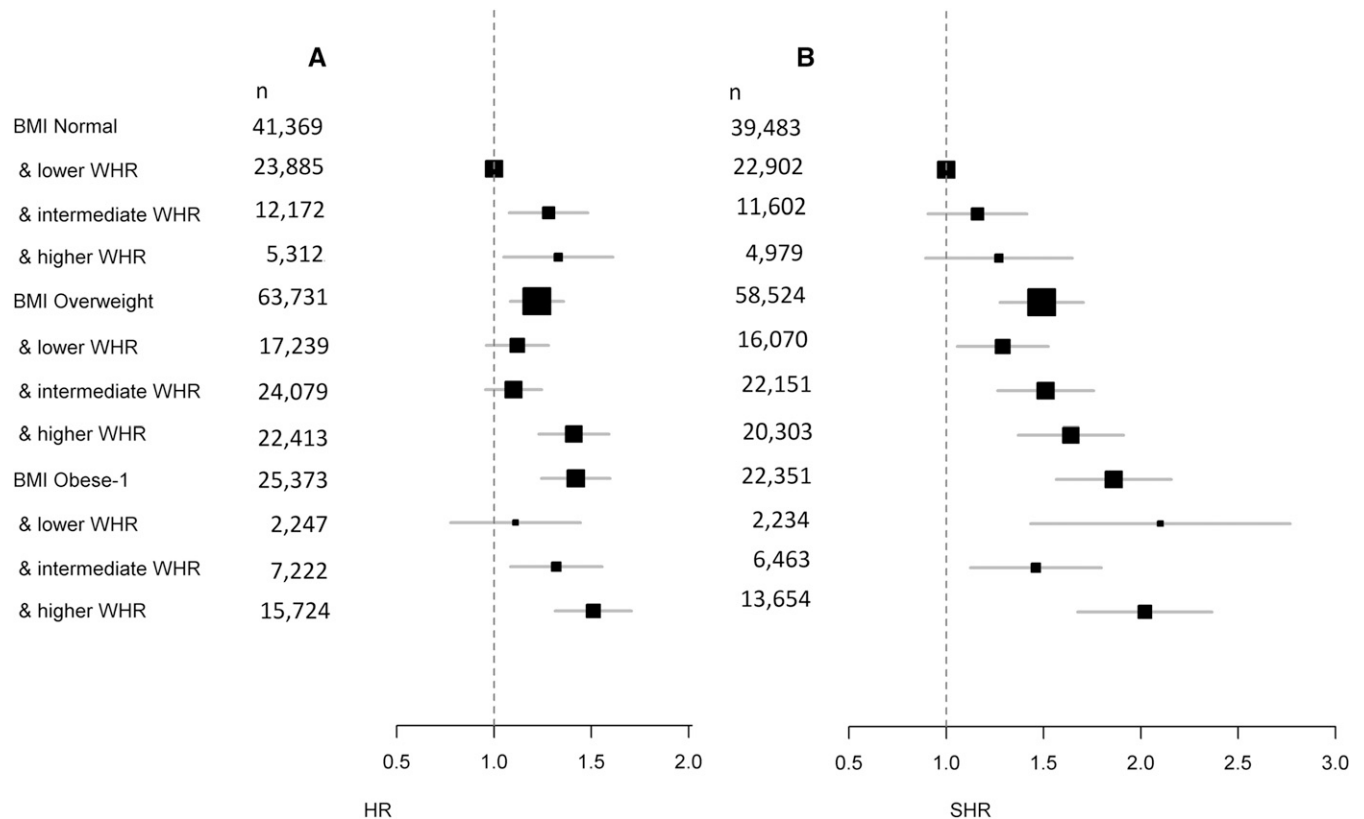 A B
n n
BMI Normal 41,369 39,483
& lower WHR 23,885 22,902
& intermediate WHR 12,172 11,602
& higher WHR 5,312 4,979
BMI Overweight 63,731 58,524
& lower WHR 17,239 16,070
& intermediate WHR 24,079 22,151
& higher WHR 22,413 20,303
BMI Obese-1 25,373 22,351
& lower WHR 2,247 2,234
& intermediate WHR 7,222 6,463
& higher WHR 15,724 13,654
0.5 1.0 1.5 2.0 0.5 1.0 1.5 2.0 2.5 3.0
HR SHR